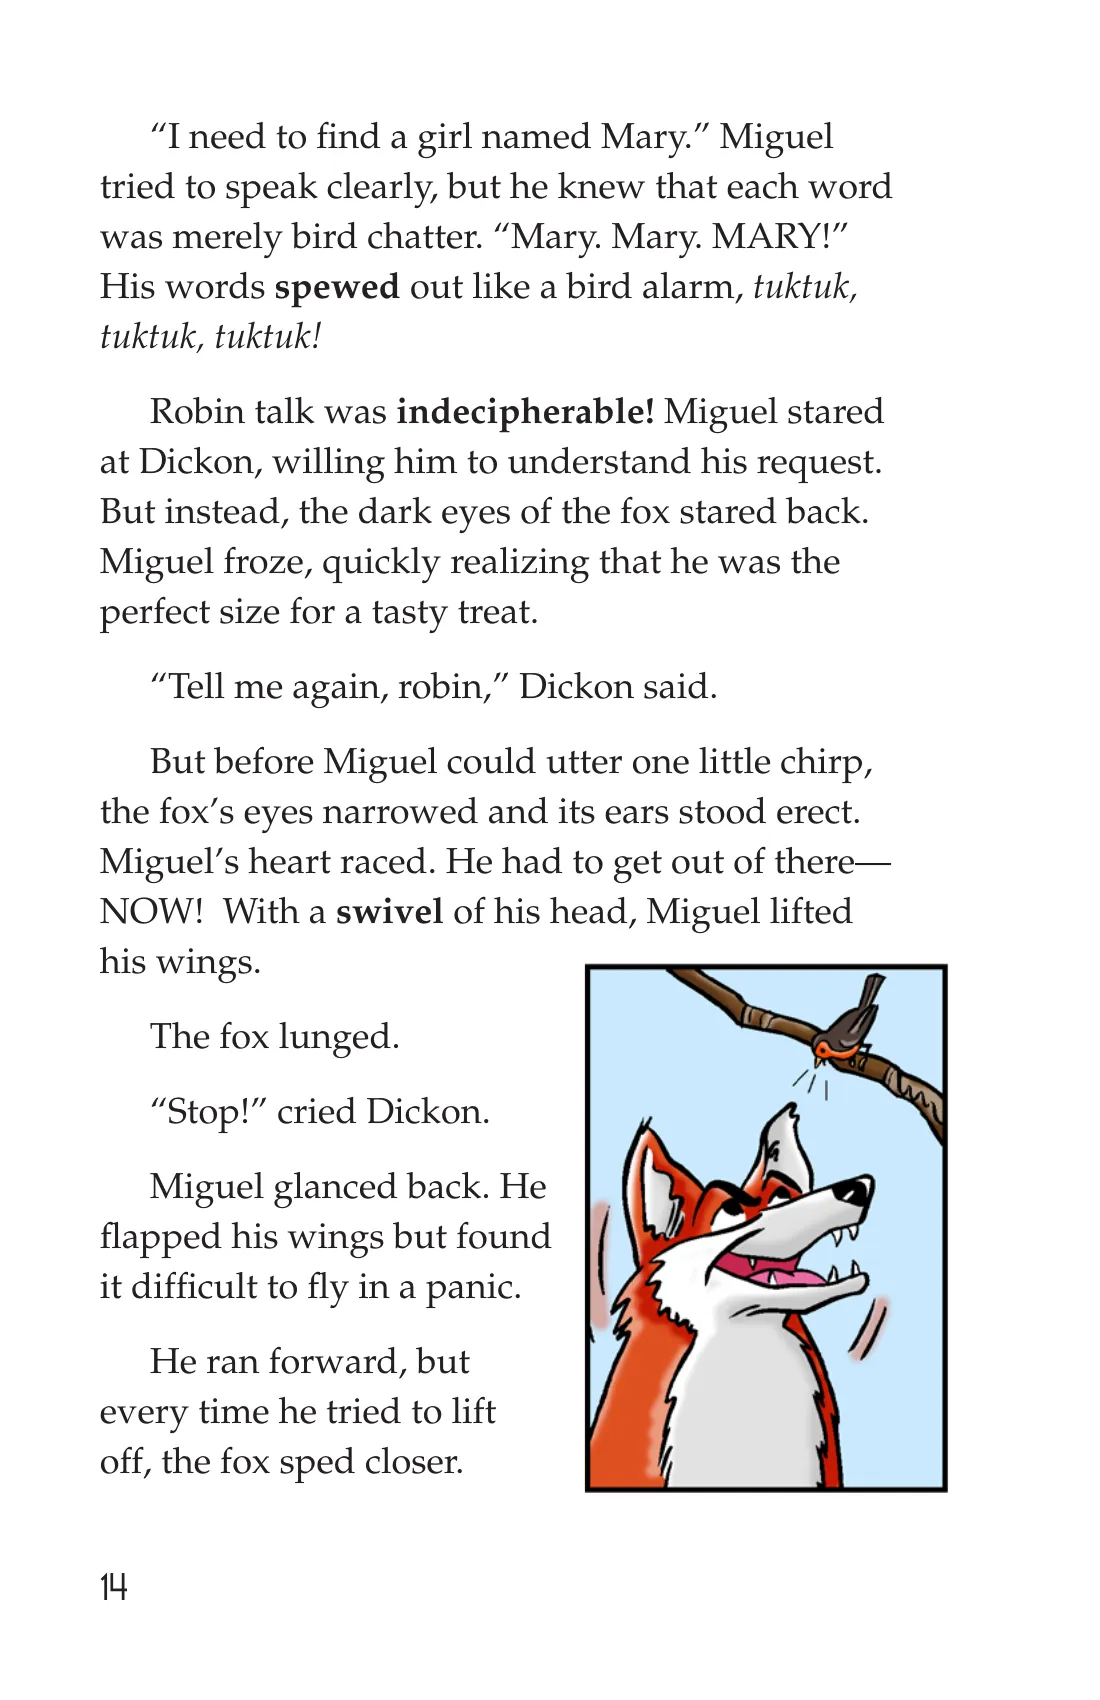 “I need to find a girl named Mary.” Miguel
tried to speak clearly, but he knew that each word
was merely bird chatter. “Mary. Mary. MARY!”
His words spewed out like a bird alarm, tuktuk,
tuktuk, tuktuk!
Robin talk was indecipherable! Miguel stared
at Dickon, willing him to understand his request.
But instead, the dark eyes of the fox stared back.
Miguel froze, quickly realizing that he was the
perfect size for a tasty treat.
“Tell me again, robin,” Dickon said.
But before Miguel could utter one little chirp,
the fox’s eyes narrowed and its ears stood erect.
Miguel’s heart raced. He had to get out of there—
NOW!  With a swivel of his head, Miguel lifted
his wings.
The fox lunged.
“Stop!” cried Dickon.
Miguel glanced back. He
flapped his wings but found
it difficult to fly in a panic.
He ran forward, but
every time he tried to lift
off, the fox sped closer.
14